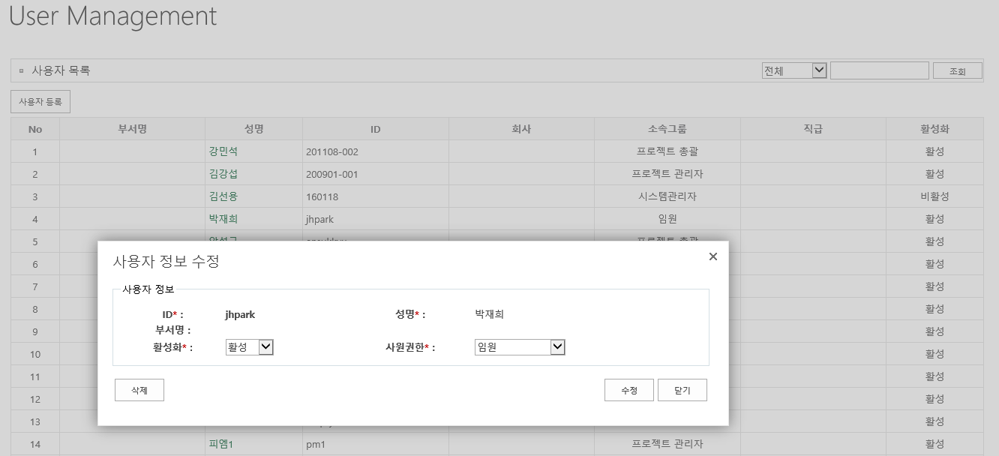 User Management
사용자 목록
전체 조회
사용자 등록
No 부서명 성명 ID 회사 소속그룹 직급 활성화
1 강민석 201108-002 프로젝트 총괄 활성
2 김강섭 200901-001 프로젝트 관리자 활성
3 김선용 160118 시스템관리자 비활성
4 박재희 jhpark 임원 활성
5 프로젝트 총괄 활성
6 활성
7 활성
8 활성
9 활성
10 활성
11 활성
12 활성
13 활성
14 피엠1 pm1 프로젝트 관리자 활성
사용자 정보 수정
사용자 정보
ID* : jhpark 성명* : 박재희
부서명 :
활성화* : 활성 사원권한* : 임원
삭제 수정 닫기